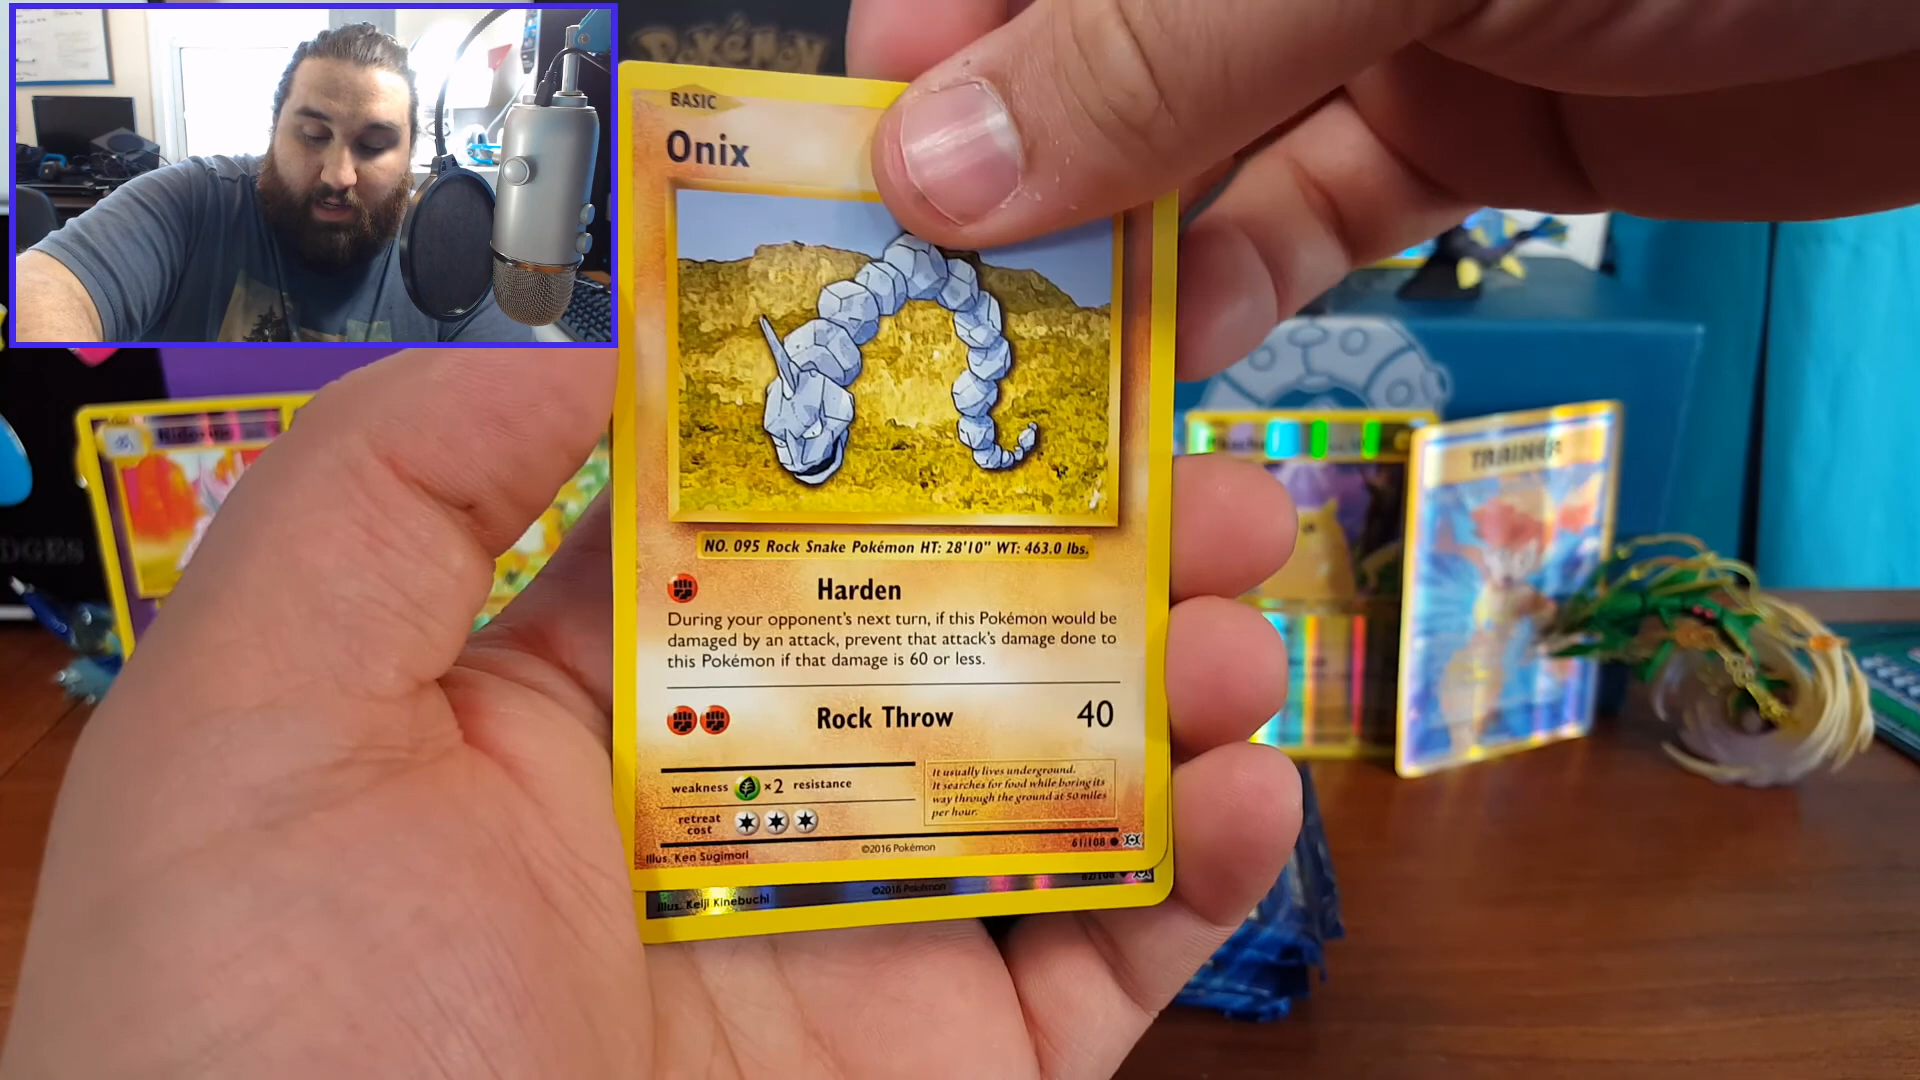 POKÉMON
BASIC
Onix
NO. 095 Rock Snake Pokémon HT: 28'10" WT: 463.0 lbs.
Harden
During your opponent's next turn, if this Pokémon would be
damaged by an attack, prevent that attack's damage done to
this Pokémon if that damage is 60 or less.
Rock Throw 40
weakness ×2 resistance
retreat
cost
It usually lives underground.
It searches for food while boring its
way through the ground at 50 miles
per hour.
Illus. Ken Sugimori ©2016 Pokémon 61/108
Illus. Keiji Kinebuchi ©2016 Pokémon 62/108
TRAINER